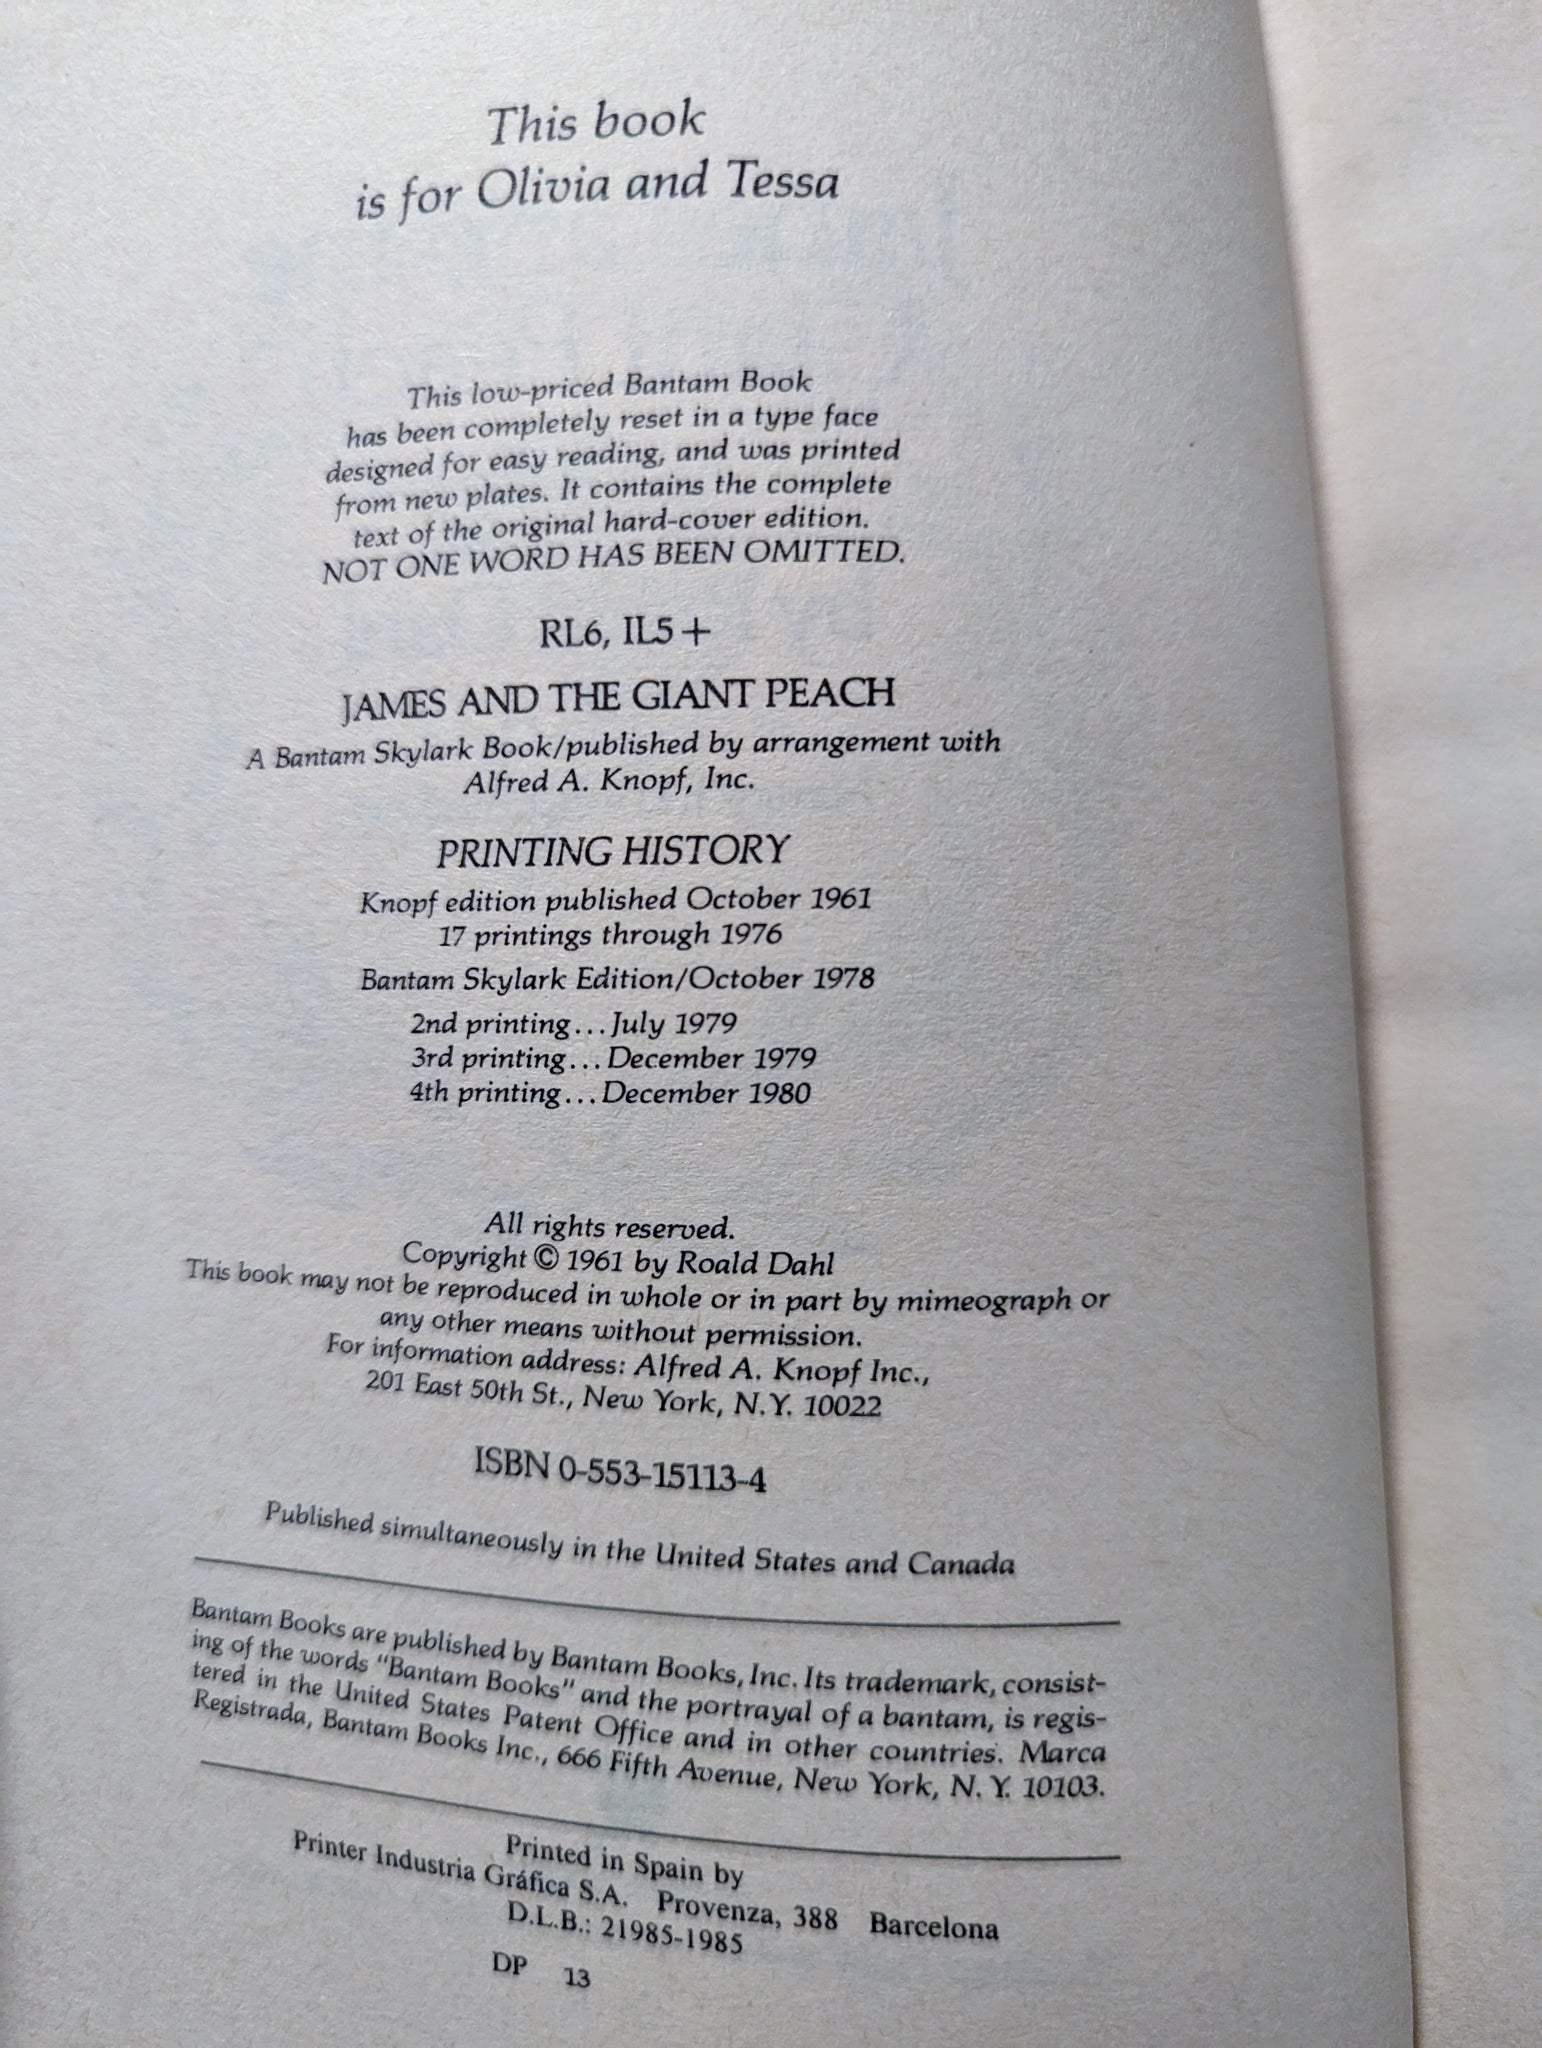 This book
is for Olivia and Tessa
This low-priced Bantam Book
has been completely reset in a type face
designed for easy reading, and was printed
from new plates. It contains the complete
text of the original hard-cover edition.
NOT ONE WORD HAS BEEN OMITTED.
RL6, IL5+
JAMES AND THE GIANT PEACH
A Bantam Skylark Book/published by arrangement with
Alfred A. Knopf, Inc.
PRINTING HISTORY
Knopf edition published October 1961
17 printings through 1976
Bantam Skylark Edition/October 1978
2nd printing...July 1979
3rd printing...December 1979
4th printing...December 1980
All rights reserved.
Copyright © 1961 by Roald Dahl
This book may not be reproduced in whole or in part by mimeograph or
any other means without permission.
For information address: Alfred A. Knopf Inc.,
201 East 50th St., New York, N.Y. 10022
ISBN 0-553-15113-4
Published simultaneously in the United States and Canada
Bantam Books are published by Bantam Books, Inc. Its trademark, consist-
ing of the words "Bantam Books" and the portrayal of a bantam, is regis-
tered in the United States Patent Office and in other countries. Marca
Registrada, Bantam Books Inc., 666 Fifth Avenue, New York, N. Y. 10103.
Printed in Spain by
Printer Industria Gráfica S.A. Provenza, 388 Barcelona
D.L.B.: 21985-1985
DP 13